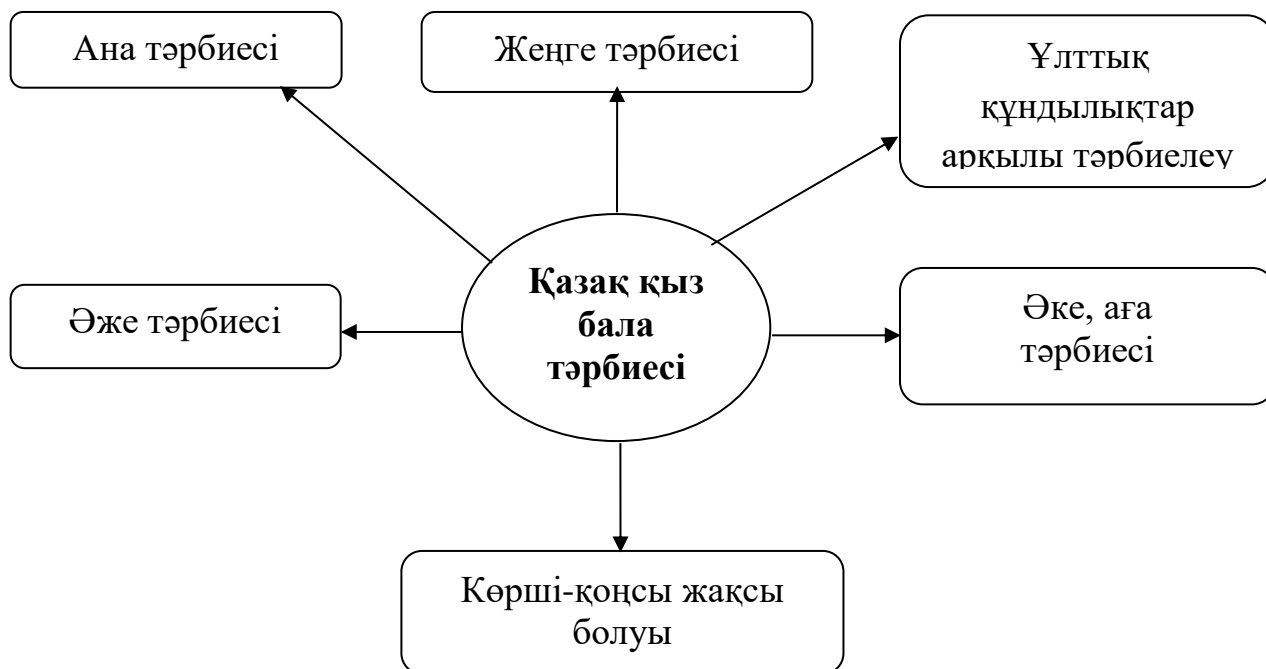 Ана тәрбиесі
Жеңге тәрбиесі
Ұлттық
құндылықтар
арқылы тәрбиелеу
Қазақ қыз
бала
тәрбиесі
Әже тәрбиесі
Әке, аға
тәрбиесі
Көрші-қоңсы жақсы
болуы